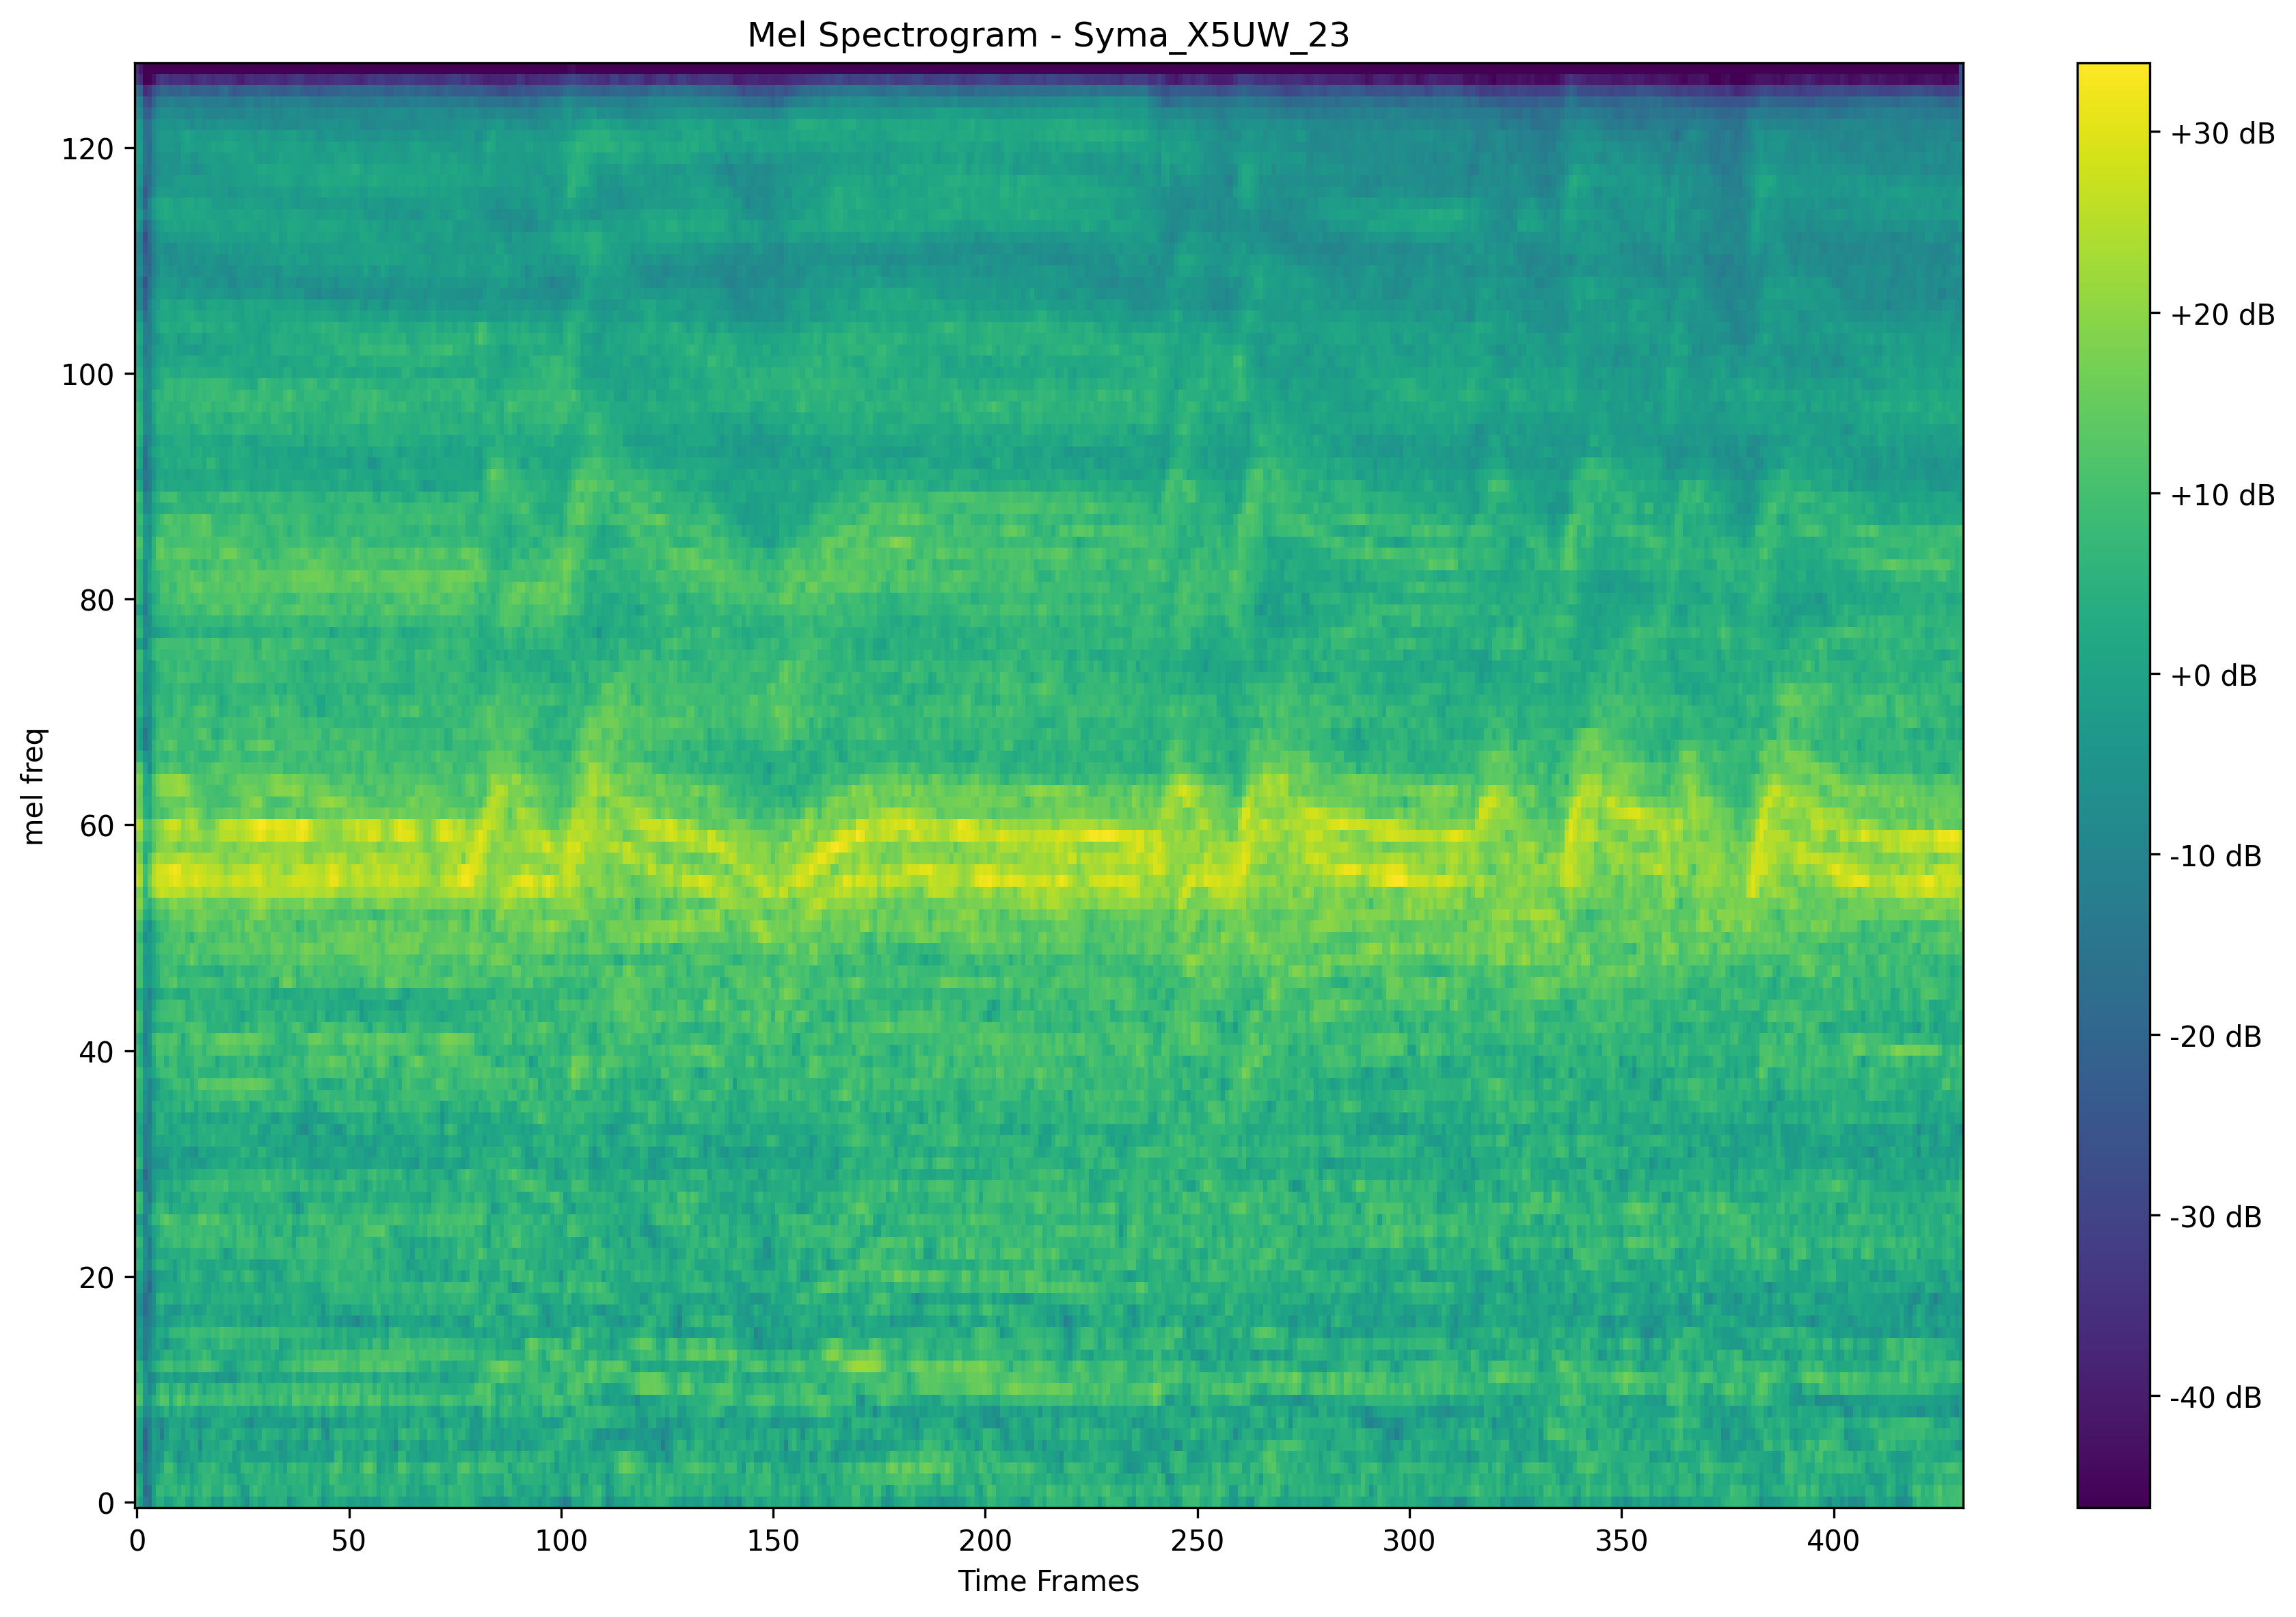 Mel Spectrogram - Syma_X5UW_23
120
100
80
60
40
20
0
mel freq
0 50 100 150 200 250 300 350 400
Time Frames
+30 dB
+20 dB
+10 dB
+0 dB
-10 dB
-20 dB
-30 dB
-40 dB